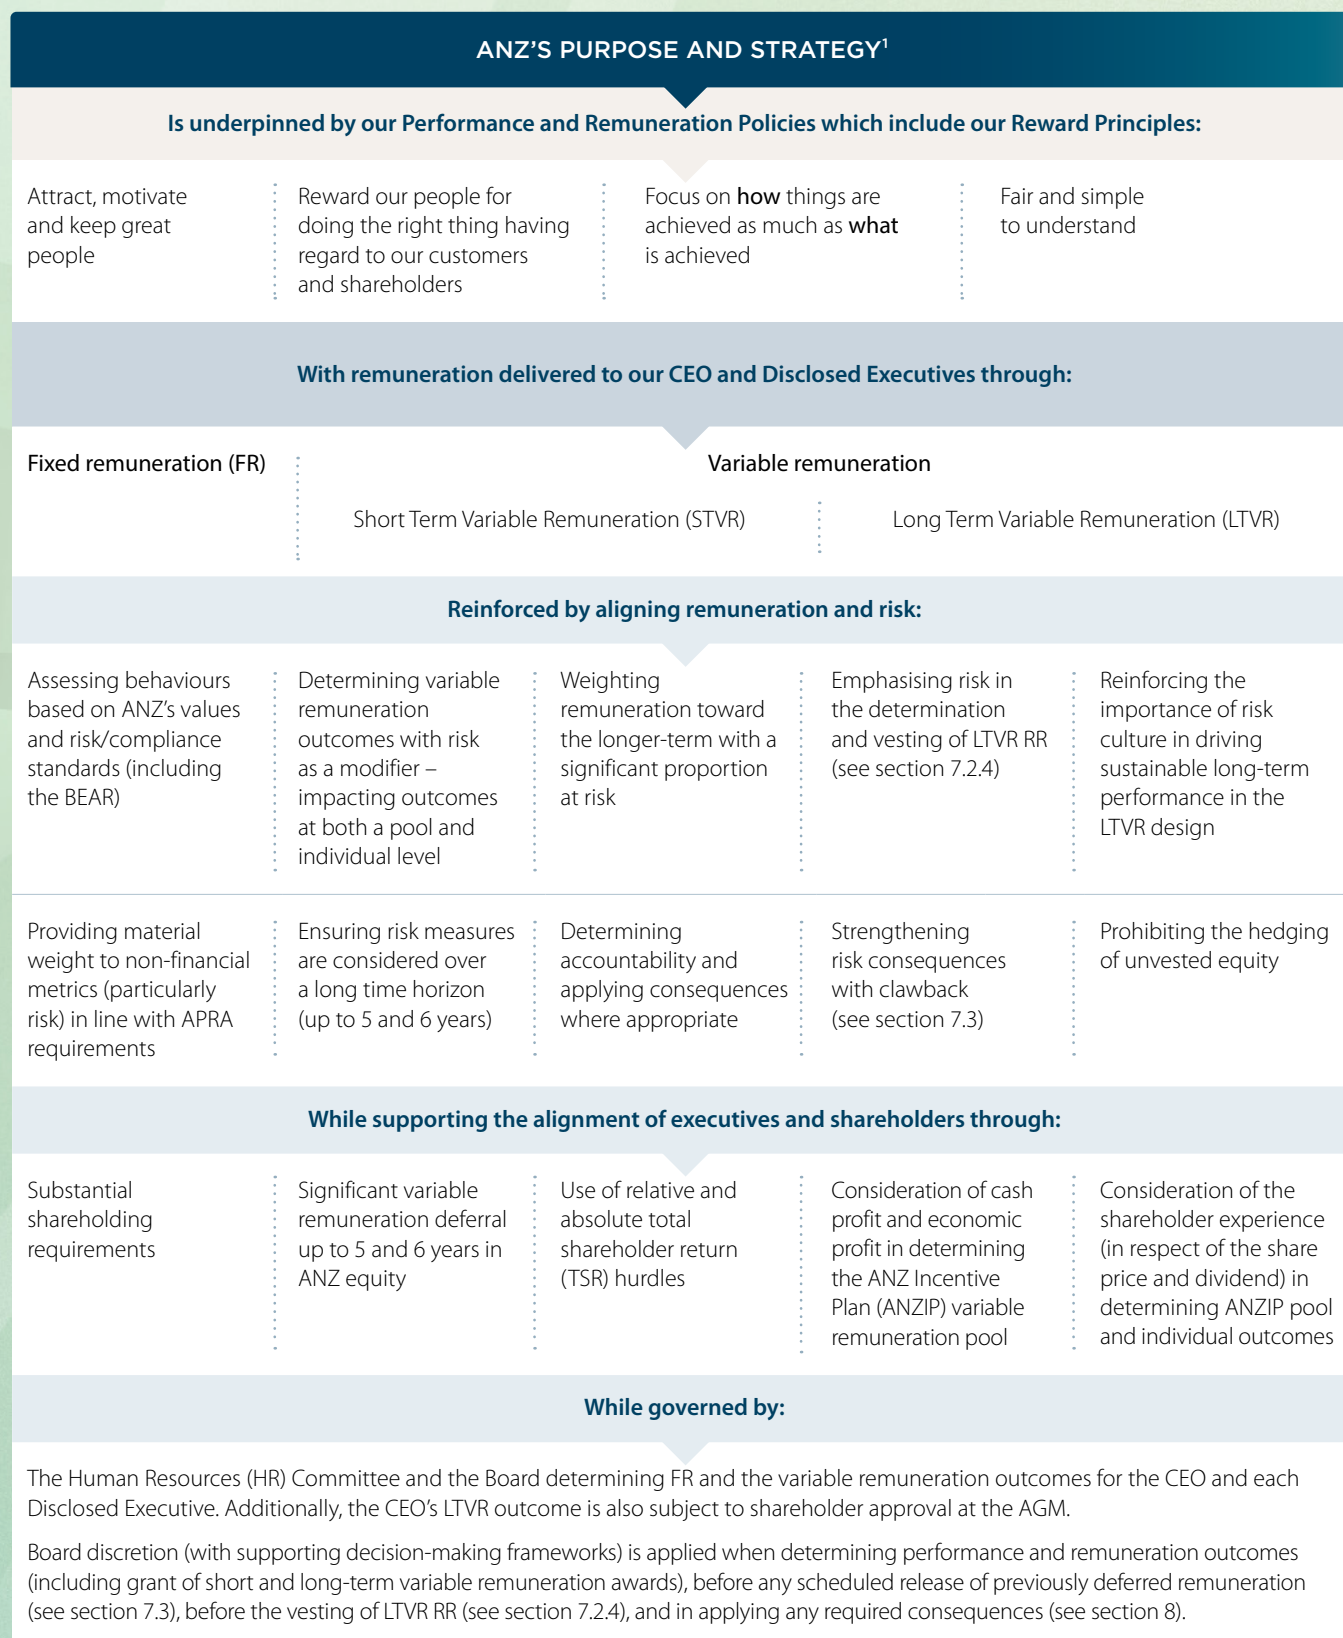 ANZ'S PURPOSE AND STRATEGY¹
Is underpinned by our Performance and Remuneration Policies which include our Reward Principles:
Attract, motivate
and keep great
people
Reward our people for
doing the right thing having
regard to our customers
and shareholders
Focus on how things are
achieved as much as what
is achieved
Fair and simple
to understand
With remuneration delivered to our CEO and Disclosed Executives through:
Fixed remuneration (FR)
Variable remuneration
Short Term Variable Remuneration (STVR)
Long Term Variable Remuneration (LTVR)
Reinforced by aligning remuneration and risk:
Assessing behaviours
based on ANZ's values
and risk/compliance
standards (including
the BEAR)
Determining variable
remuneration
outcomes with risk
as a modifier –
impacting outcomes
at both a pool and
individual level
Weighting
remuneration toward
the longer-term with a
significant proportion
at risk
Emphasising risk in
the determination
and vesting of LTVR RR
(see section 7.2.4)
Reinforcing the
importance of risk
culture in driving
sustainable long-term
performance in the
LTVR design
Providing material
weight to non-financial
metrics (particularly
risk) in line with APRA
requirements
Ensuring risk measures
are considered over
a long time horizon
(up to 5 and 6 years)
Determining
accountability and
applying consequences
where appropriate
Strengthening
risk consequences
with clawback
(see section 7.3)
Prohibiting the hedging
of unvested equity
While supporting the alignment of executives and shareholders through:
Substantial
shareholding
requirements
Significant variable
remuneration deferral
up to 5 and 6 years in
ANZ equity
Use of relative and
absolute total
shareholder return
(TSR) hurdles
Consideration of cash
profit and economic
profit in determining
the ANZ Incentive
Plan (ANZIP) variable
remuneration pool
Consideration of the
shareholder experience
(in respect of the share
price and dividend) in
determining ANZIP pool
and individual outcomes
While governed by:
The Human Resources (HR) Committee and the Board determining FR and the variable remuneration outcomes for the CEO and each
Disclosed Executive. Additionally, the CEO's LTVR outcome is also subject to shareholder approval at the AGM.
Board discretion (with supporting decision-making frameworks) is applied when determining performance and remuneration outcomes
(including grant of short and long-term variable remuneration awards), before any scheduled release of previously deferred remuneration
(see section 7.3), before the vesting of LTVR RR (see section 7.2.4), and in applying any required consequences (see section 8).